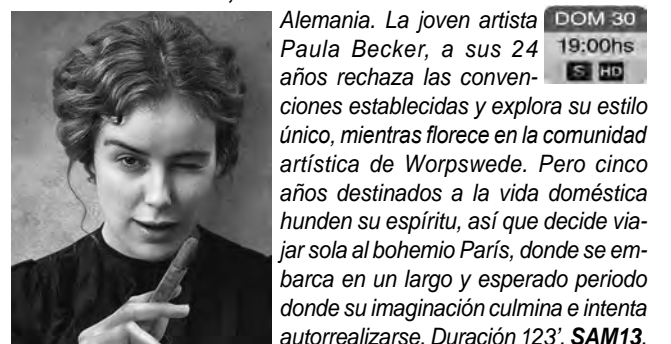 Alemania. La joven artista
Paula Becker, a sus 24
años rechaza las conven-
ciones establecidas y explora su estilo
único, mientras florece en la comunidad
artística de Worpswede. Pero cinco
años destinados a la vida doméstica
hunden su espíritu, así que decide via-
jar sola al bohemio París, donde se em-
barca en un largo y esperado periodo
donde su imaginación culmina e intenta
autorrealizarse. Duración 123’. SAM13.
DOM 30
19:00hs
S HD